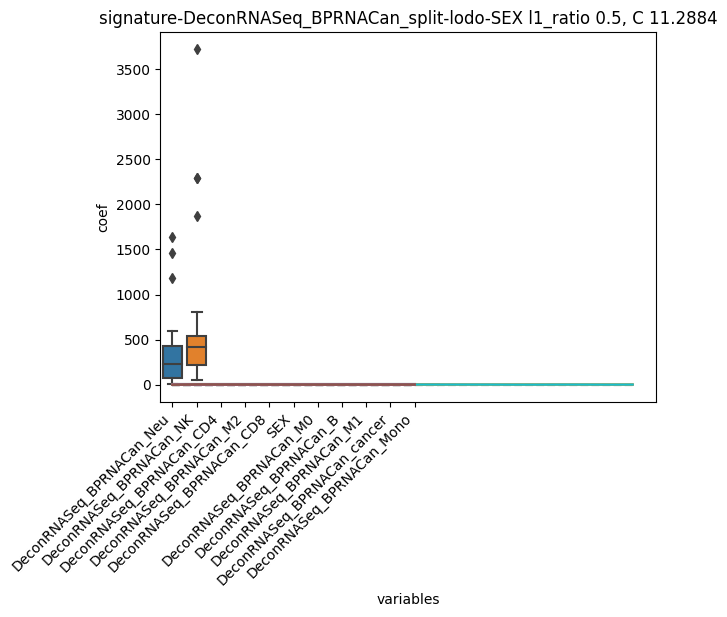 signature-DeconRNASeq_BPRNACan_split-lodo-SEX l1_ratio 0.5, C 11.2884
3500
3000
2500
2000
1500
1000
500
0
coef
DeconRNASeq_BPRNACan_Neu
DeconRNASeq_BPRNACan_NK
DeconRNASeq_BPRNACan_CD4
DeconRNASeq_BPRNACan_M2
DeconRNASeq_BPRNACan_CD8
SEX
DeconRNASeq_BPRNACan_M0
DeconRNASeq_BPRNACan_B
DeconRNASeq_BPRNACan_M1
DeconRNASeq_BPRNACan_cancer
DeconRNASeq_BPRNACan_Mono
variables